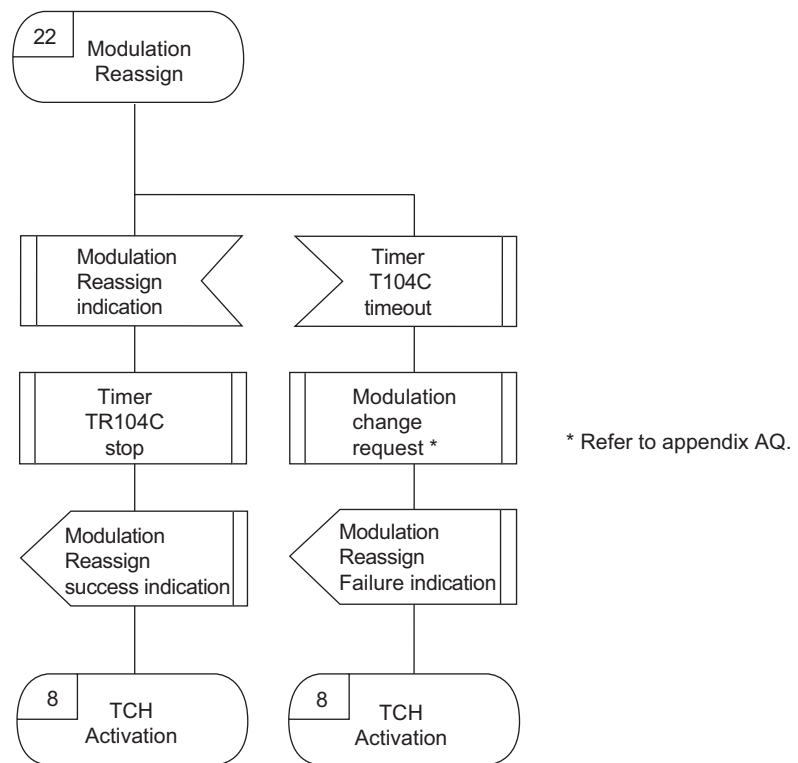 22
Modulation
Reassign
Modulation
Reassign
indication
Timer
T104C
timeout
Timer
TR104C
stop
Modulation
change
request *
* Refer to appendix AQ.
Modulation
Reassign
success indication
Modulation
Reassign
Failure indication
8
TCH
Activation
8
TCH
Activation